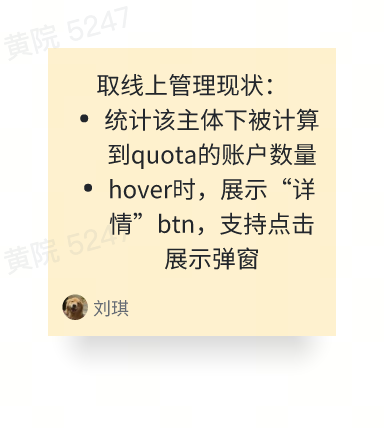 黄院 5247
取线上管理现状：
• 统计该主体下被计算
到quota的账户数量
• hover时，展示“详
情”btn，支持点击
展示弹窗
黄院 5247
刘琪